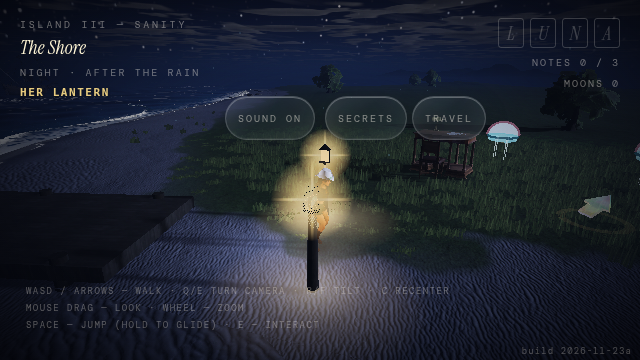 ISLAND III — SANITY
The Shore
NIGHT · AFTER THE RAIN
HER LANTERN
SOUND ON
SECRETS
TRAVEL
L U N A
NOTES 0 / 3
MOONS 0
WASD / ARROWS — WALK · Q/E TURN CAMERA TILT · C RECENTER
MOUSE DRAG — LOOK · WHEEL — ZOOM
SPACE — JUMP (HOLD TO GLIDE) · E — INTERACT
build 2026-11-23a